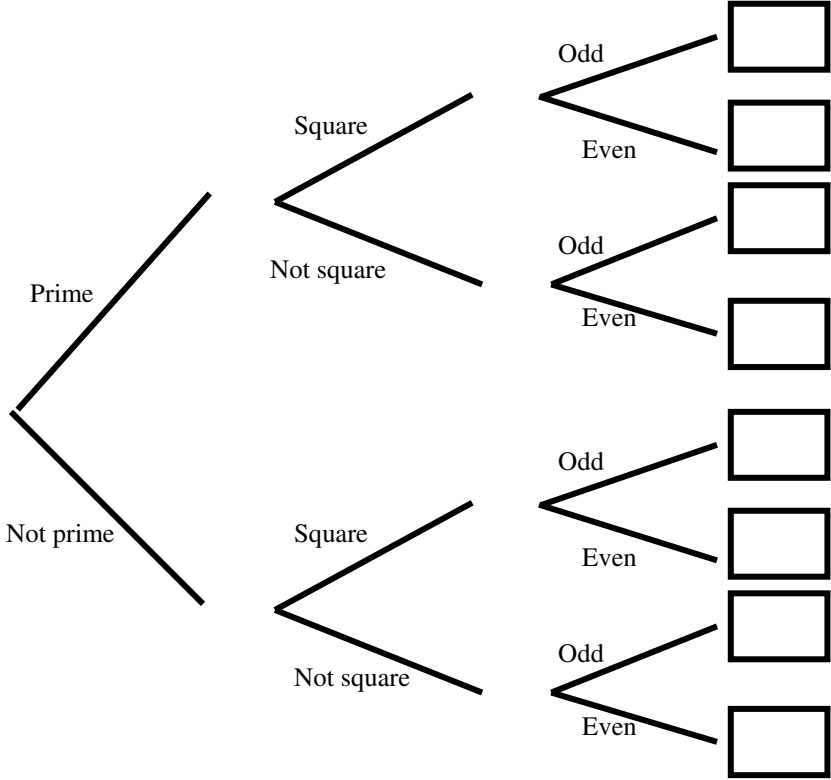 Odd
Square
Even
Odd
Not square
Prime
Even
Odd
Not prime
Square
Even
Odd
Not square
Even